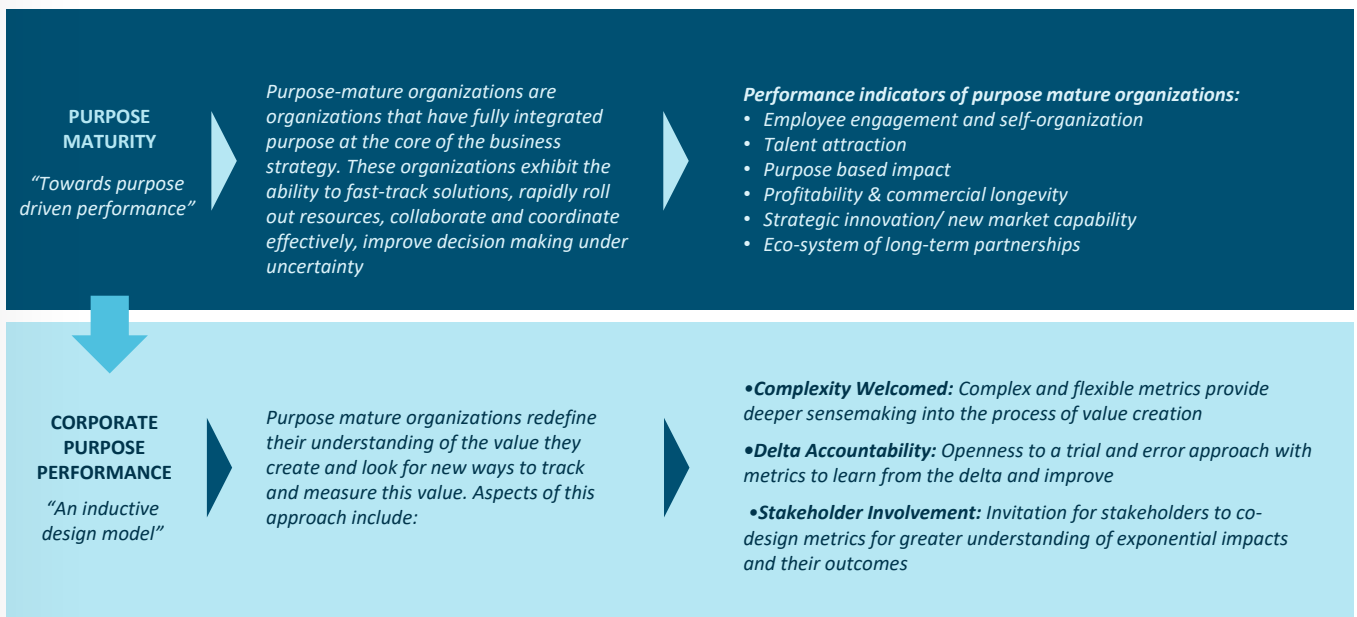 PURPOSE
MATURITY
“Towards purpose
driven performance”
Purpose-mature organizations are
organizations that have fully integrated
purpose at the core of the business
strategy. These organizations exhibit the
ability to fast-track solutions, rapidly roll
out resources, collaborate and coordinate
effectively, improve decision making under
uncertainty
Performance indicators of purpose mature organizations:
• Employee engagement and self-organization
• Talent attraction
• Purpose based impact
• Profitability & commercial longevity
• Strategic innovation/ new market capability
• Eco-system of long-term partnerships
CORPORATE
PURPOSE
PERFORMANCE
“An inductive
design model”
Purpose mature organizations redefine
their understanding of the value they
create and look for new ways to track
and measure this value. Aspects of this
approach include:
•Complexity Welcomed: Complex and flexible metrics provide
deeper sensemaking into the process of value creation
•Delta Accountability: Openness to a trial and error approach with
metrics to learn from the delta and improve
•Stakeholder Involvement: Invitation for stakeholders to co-
design metrics for greater understanding of exponential impacts
and their outcomes